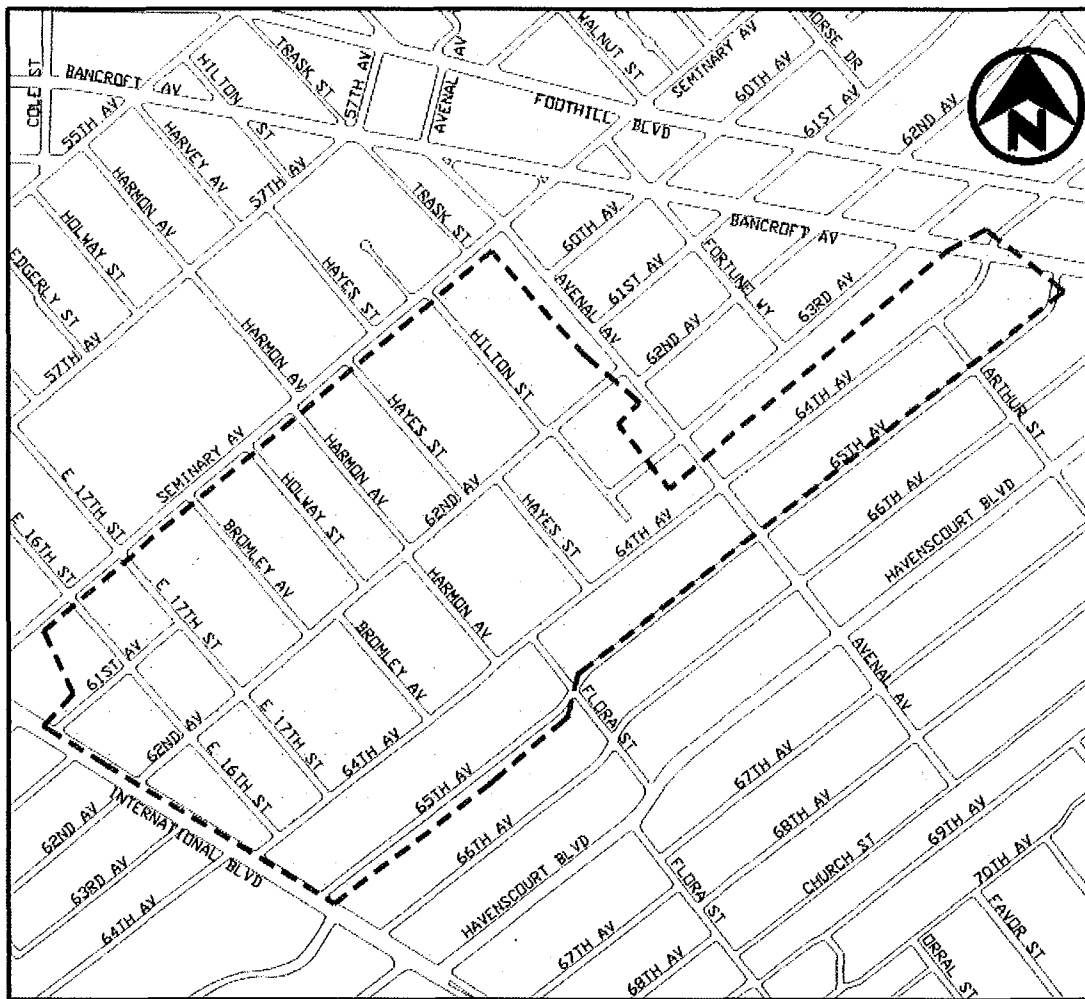 WALNUT ST
SEMINARY AV
60TH AV
61ST AV
62ND AV
TRASK ST
57TH AV
AVENAL AV
COLE ST
BANCROFT AV
HILTON ST
FOOTHILL BLVD
55TH AV
HARVEY AV
57TH AV
HARMON AV
TRASK ST
N
BANCROFT AV
HOLWAY ST
EDGERLY ST
HAYES ST
60TH AV
61ST AV
FORTUNE WY
63RD AV
AVENAL AV
62ND AV
57TH AV
HARMON AV
HILTON ST
HAYES ST
64TH AV
ARTHUR ST
SEMINARY AV
HARMON AV
65TH AV
E 17TH ST
HOLWAY ST
62ND AV
HAYES ST
66TH AV
HAVENSCOURT BLVD
E 16TH ST
BROMLEY AV
64TH AV
E 17TH ST
HARMON AV
61ST AV
BROMLEY AV
AVENAL AV
62ND AV
E 17TH ST
FLORA ST
E 16TH ST
64TH AV
65TH AV
67TH AV
INTERNATIONAL BLVD
66TH AV
68TH AV
69TH AV
62ND AV
63RD AV
64TH AV
HAVENSCOURT BLVD
FLORA ST
CHURCH ST
70TH AV
FAVOR ST
67TH AV
68TH AV
ORRAL ST